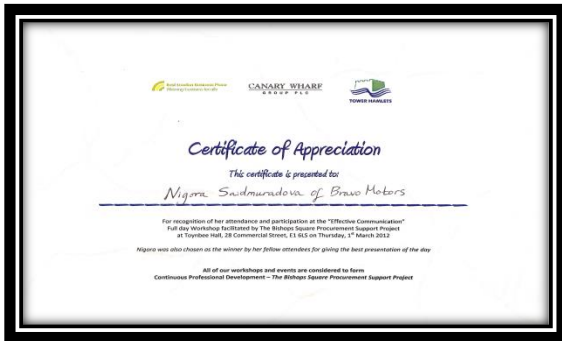 CANARY WHARF
GROUP PLC
TOWER HAMLETS
Certificate of Appreciation
This certificate is presented to:
Nigora Saidmuradova of Bravo Motors
For recognition of her attendance and participation at the "Effective Communication"
Full day Workshop facilitated by The Bishops Square Procurement Support Project
at Toynbee Hall, 28 Commercial Street, E1 6LS on Thursday, 1st March 2012
Nigora was also chosen as the winner by her fellow attendees for giving the best presentation of the day
All of our workshops and events are considered to form
Continuous Professional Development – The Bishops Square Procurement Support Project